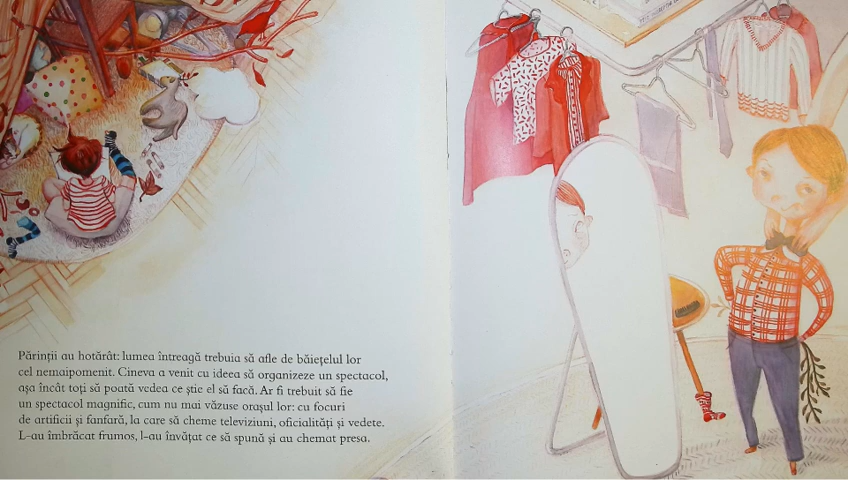 Părinții au hotărât: lumea întreagă trebuia să afle de băiețelul lor
cel nemaipomenit. Cineva a venit cu ideea să organizeze un spectacol,
așa încât toți să poată vedea ce știe el să facă. Ar fi trebuit să fie
un spectacol magnific, cum nu mai văzuse orașul lor: cu focuri
de artificii și fanfară, la care să cheme televiziuni, oficialități și vedete.
L-au îmbrăcat frumos, l-au învățat ce să spună și au chemat presa.